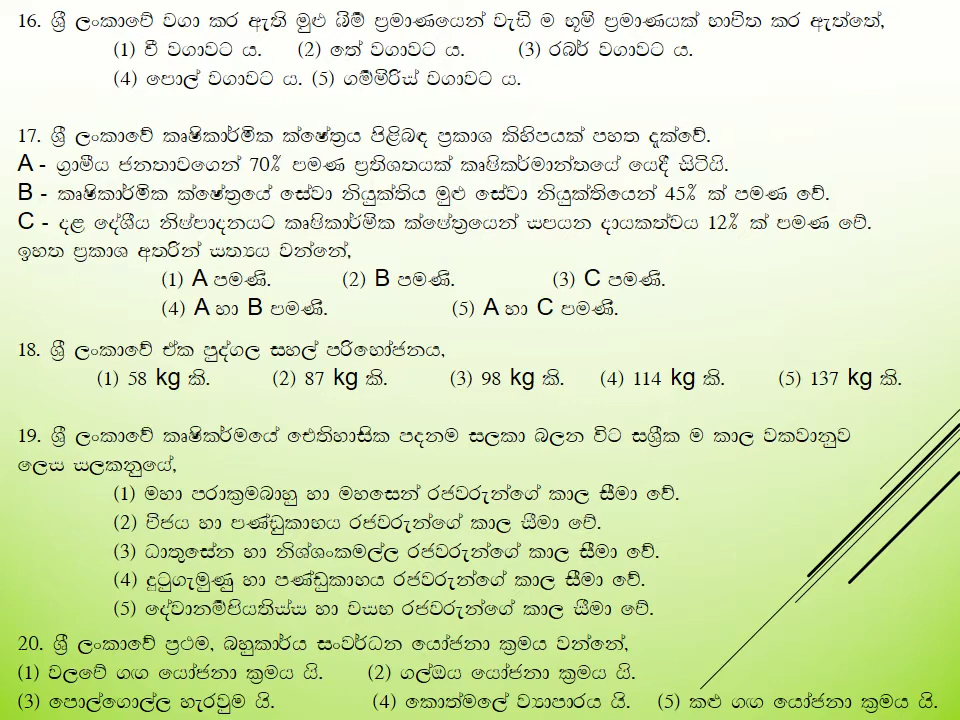 16. ශ්‍රී ලංකාවේ වගා කර ඇති මුළු බිම් ප්‍රමාණයෙන් වැඩි ම භූමි ප්‍රමාණයක් භාවිත කර ඇත්තේ,
(1) වී වගාවට ය. (2) තේ වගාවට ය. (3) රබර් වගාවට ය.
(4) පොල් වගාවට ය. (5) ගම්මිරිස් වගාවට ය.
17. ශ්‍රී ලංකාවේ කෘෂිකාර්මික ක්ෂේත්‍රය පිළිබඳ ප්‍රකාශ කිහිපයක් පහත දැක්වේ.
A - ග්‍රාමීය ජනතාවගෙන් 70% පමණ ප්‍රතිශතයක් කෘෂිකර්මාන්තයේ යෙදී සිටියි.
B - කෘෂිකාර්මික ක්ෂේත්‍රයේ සේවා නියුක්තිය මුළු සේවා නියුක්තියෙන් 45% ක් පමණ වේ.
C - දළ දේශීය නිෂ්පාදනයට කෘෂිකාර්මික ක්ෂේත්‍රයෙන් සපයන දායකත්වය 12% ක් පමණ වේ.
ඉහත ප්‍රකාශ අතරින් සත්‍යය වන්නේ,
(1) A පමණි. (2) B පමණි. (3) C පමණි.
(4) A හා B පමණී. (5) A හා C පමණී.
18. ශ්‍රී ලංකාවේ ඒක පුද්ගල සහල් පරිභෝජනය,
(1) 58 kg කි. (2) 87 kg කි. (3) 98 kg කි. (4) 114 kg කි. (5) 137 kg කි.
19. ශ්‍රී ලංකාවේ කෘෂිකර්මයේ ඓතිහාසික පදනම සලකා බලන විට සශ්‍රීක ම කාල වකවානුව
ලෙස සලකනුයේ,
(1) මහා පරාක්‍රමබාහු හා මහසෙන් රජවරුන්ගේ කාල සීමා වේ.
(2) විජය හා පණ්ඩුකාභය රජවරුන්ගේ කාල සීමා වේ.
(3) ධාතුසේන හා නිශ්ශංකමල්ල රජවරුන්ගේ කාල සීමා වේ.
(4) දුටුගැමුණු හා පණ්ඩුකාභය රජවරුන්ගේ කාල සීමා වේ.
(5) දේවානම්පියතිස්ස හා වසභ රජවරුන්ගේ කාල සීමා වේ.
20. ශ්‍රී ලංකාවේ ප්‍රථම, බහුකාර්ය සංවර්ධන යෝජනා ක්‍රමය වන්නේ,
(1) වලවේ ගඟ යෝජනා ක්‍රමය යි. (2) ගල්ඔය යෝජනා ක්‍රමය යි.
(3) පොල්ගොල්ල හැරවුම යි. (4) කොත්මලේ ව්‍යාපාරය යි. (5) කළු ගඟ යෝජනා ක්‍රමය යි.